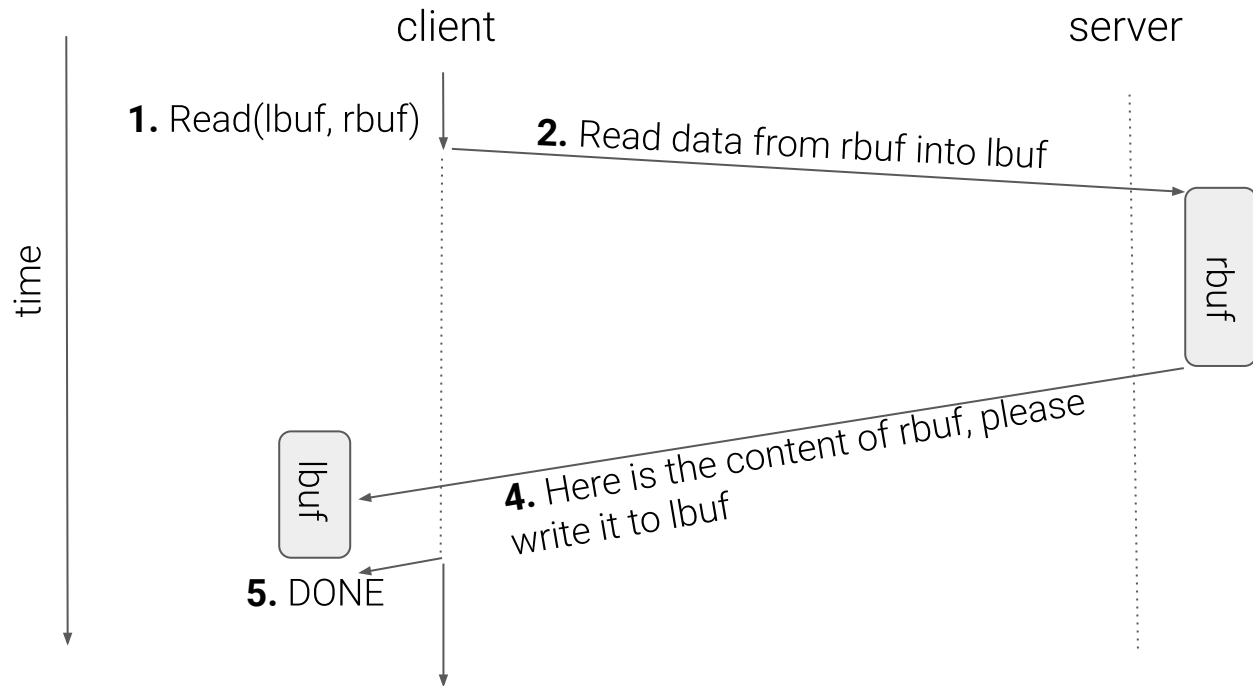 client
server
1. Read(lbuf, rbuf)
2. Read data from rbuf into lbuf
time
rbuf
4. Here is the content of rbuf, please
write it to lbuf
lbuf
5. DONE